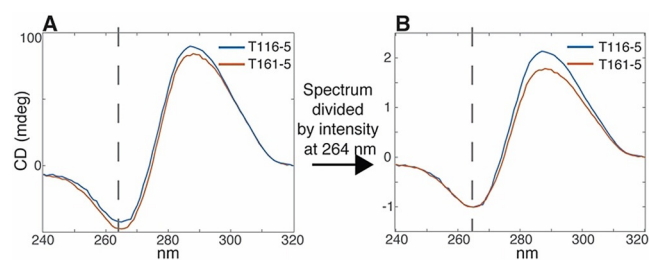 A
100
0
CD (mdeg)
T116-5
T161-5
240 260 280 300 320
nm
Spectrum
divided
by intensity
at 264 nm
B
2
1
0
-1
T116-5
T161-5
240 260 280 300 320
nm